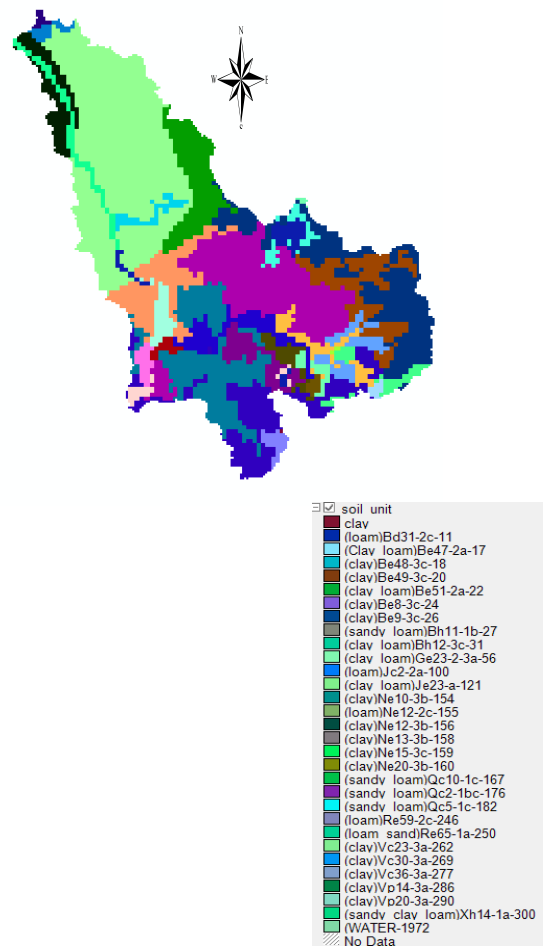 N
W E
S
soil_unit
clay
(loam)Bd31-2c-11
(Clay_loam)Be47-2a-17
(clay)Be48-3c-18
(clay)Be49-3c-20
(clay_loam)Be51-2a-22
(clay)Be8-3c-24
(clay)Be9-3c-26
(sandy_loam)Bh11-1b-27
(clay_loam)Bh12-3c-31
(clay_loam)Ge23-2-3a-56
(loam)Jc2-2a-100
(clay_loam)Je23-a-121
(clay)Ne10-3b-154
(loam)Ne12-2c-155
(clay)Ne12-3b-156
(clay)Ne13-3b-158
(clay)Ne15-3c-159
(clay)Ne20-3b-160
(sandy_loam)Qc10-1c-167
(sandy_loam)Qc2-1bc-176
(sandy_loam)Qc5-1c-182
(loam)Re59-2c-246
(loam_sand)Re65-1a-250
(clay)Vc23-3a-262
(clay)Vc30-3a-269
(clay)Vc36-3a-277
(clay)Vp14-3a-286
(clay)Vp20-3a-290
(sandy_clay_loam)Xh14-1a-300
(WATER-1972
No Data